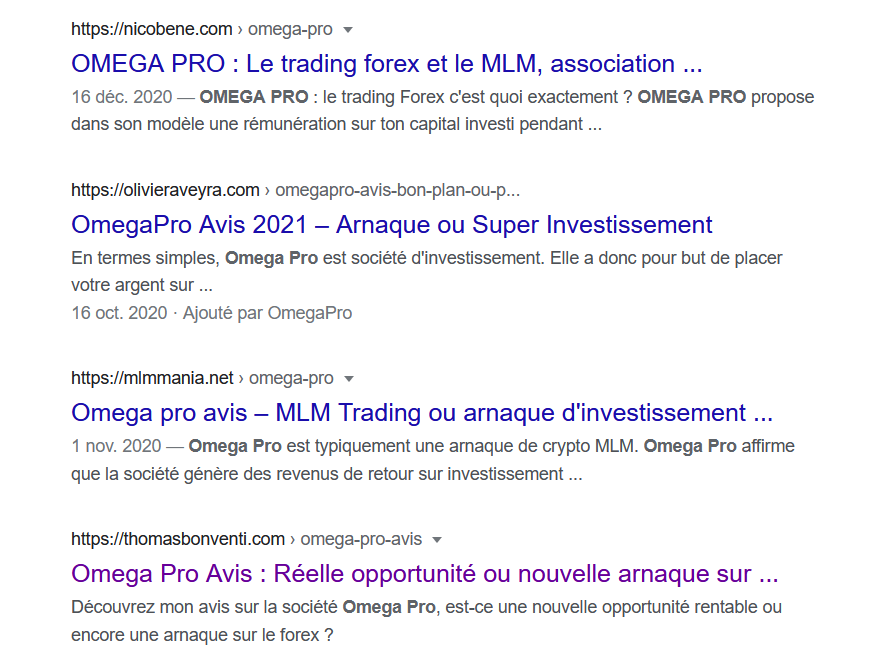 https://nicobene.com › omega-pro
OMEGA PRO : Le trading forex et le MLM, association ...
16 déc. 2020 — OMEGA PRO : le trading Forex c'est quoi exactement ? OMEGA PRO propose
dans son modèle une rémunération sur ton capital investi pendant ...
https://olivieraveyra.com › omegapro-avis-bon-plan-ou-p...
OmegaPro Avis 2021 – Arnaque ou Super Investissement
En termes simples, Omega Pro est société d'investissement. Elle a donc pour but de placer
votre argent sur ...
16 oct. 2020 · Ajouté par OmegaPro
https://mlmmania.net › omega-pro
Omega pro avis – MLM Trading ou arnaque d'investissement ...
1 nov. 2020 — Omega Pro est typiquement une arnaque de crypto MLM. Omega Pro affirme
que la société génère des revenus de retour sur investissement ...
https://thomasbonventi.com › omega-pro-avis
Omega Pro Avis : Réelle opportunité ou nouvelle arnaque sur ...
Découvrez mon avis sur la société Omega Pro, est-ce une nouvelle opportunité rentable ou
encore une arnaque sur le forex ?